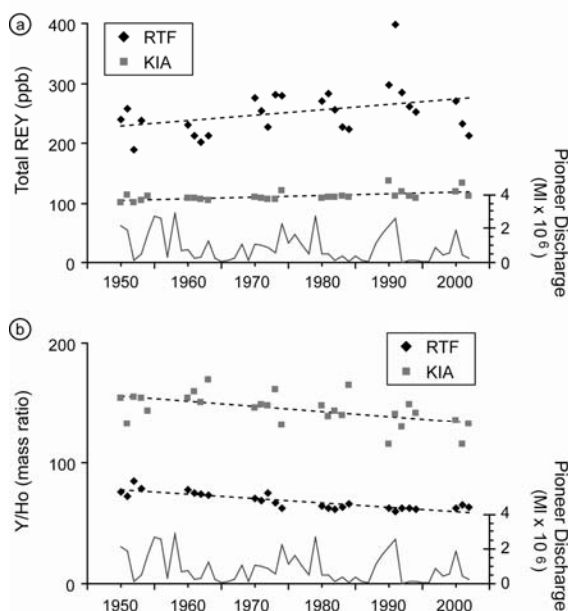 a
400
300
200
100
0
Total REY (ppb)
RTF
KIA
4
2
0
Pioneer Discharge
(Ml x 10⁶)
1950 1960 1970 1980 1990 2000
b
200
100
0
Y/Ho (mass ratio)
RTF
KIA
4
2
0
Pioneer Discharge
(Ml x 10⁶)
1950 1960 1970 1980 1990 2000